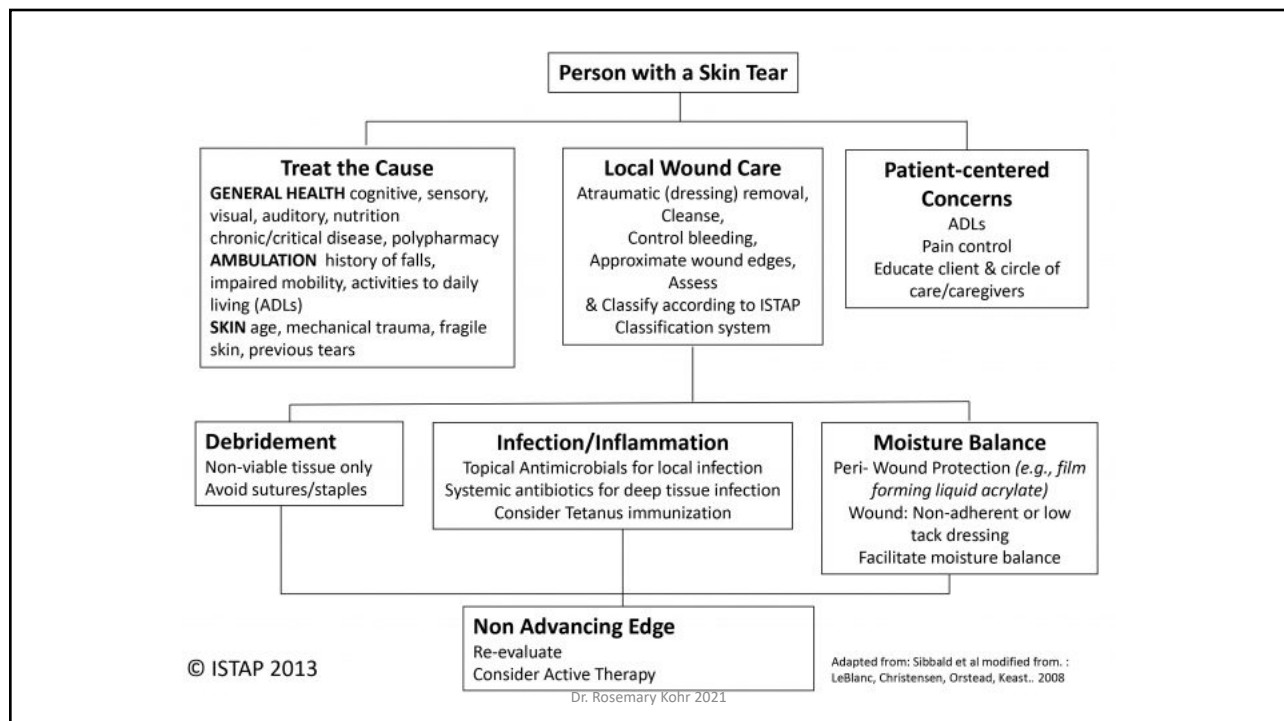 Person with a Skin Tear
Treat the Cause
GENERAL HEALTH cognitive, sensory,
visual, auditory, nutrition
chronic/critical disease, polypharmacy
AMBULATION history of falls,
impaired mobility, activities to daily
living (ADLs)
SKIN age, mechanical trauma, fragile
skin, previous tears
Local Wound Care
Atraumatic (dressing) removal,
Cleanse,
Control bleeding,
Approximate wound edges,
Assess
& Classify according to ISTAP
Classification system
Patient-centered
Concerns
ADLs
Pain control
Educate client & circle of
care/caregivers
Debridement
Non-viable tissue only
Avoid sutures/staples
Infection/Inflammation
Topical Antimicrobials for local infection
Systemic antibiotics for deep tissue infection
Consider Tetanus immunization
Moisture Balance
Peri- Wound Protection (e.g., film
forming liquid acrylate)
Wound: Non-adherent or low
tack dressing
Facilitate moisture balance
Non Advancing Edge
Re-evaluate
Consider Active Therapy
© ISTAP 2013
Adapted from: Sibbald et al modified from. :
LeBlanc, Christensen, Orstead, Keast.. 2008
Dr. Rosemary Kohr 2021